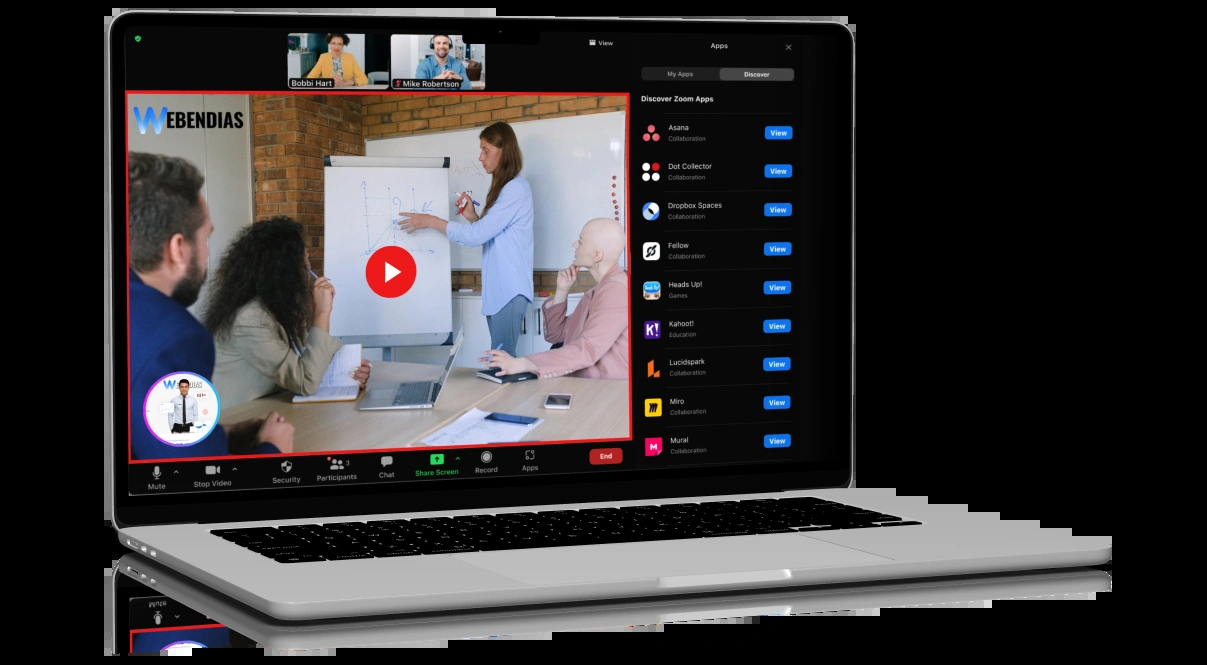 View
Apps
Bobbi Hart
Mike Robertson
My Apps
Discover
Discover Zoom Apps
WEBENDIAS
Asana
Collaboration
View
Dot Collector
Collaboration
View
Dropbox Spaces
Collaboration
View
Fellow
Collaboration
View
Heads Up!
Games
View
K!
Kahoot!
Education
View
Lucidspark
Collaboration
View
Miro
Collaboration
View
M
Mural
Collaboration
View
Mute
Stop Video
Security
3
Participants
Chat
Share Screen
Record
Apps
End
Mute